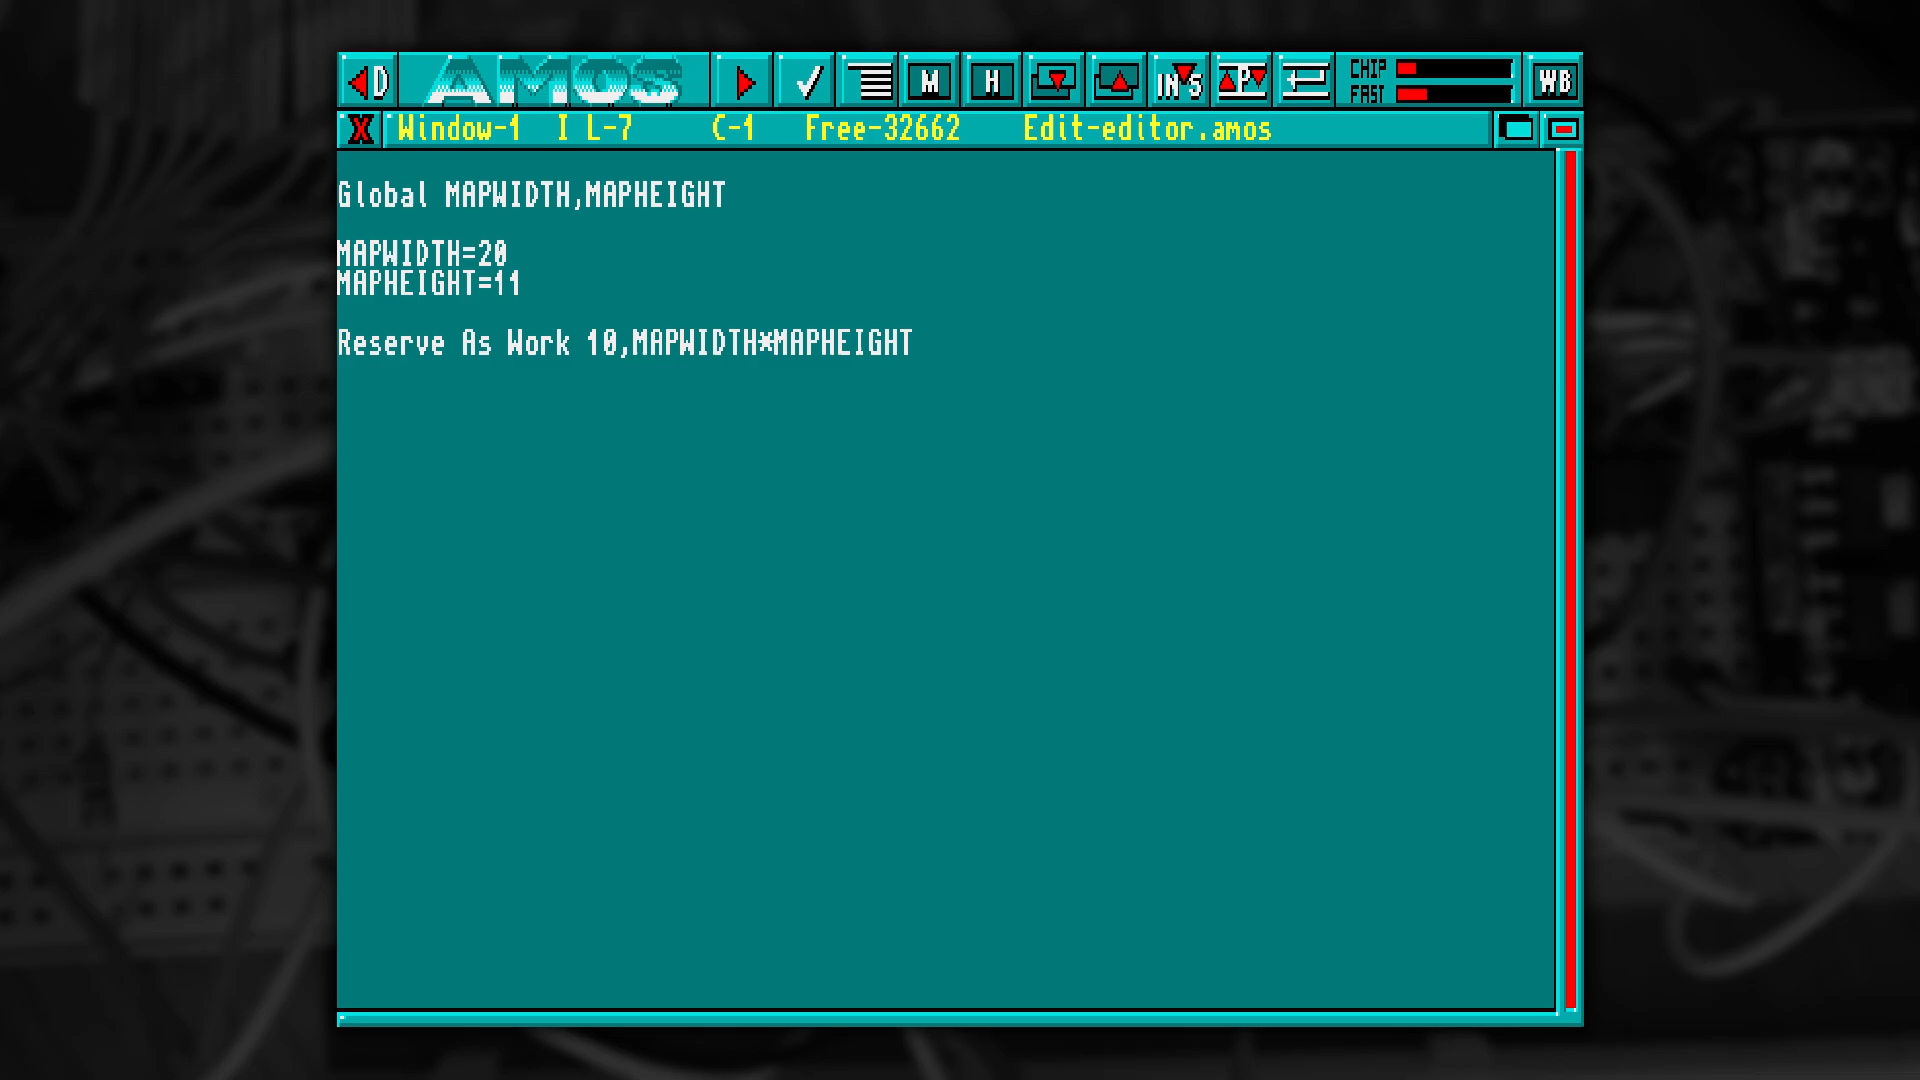 D AMOS M H IN S P CHIP FAST WB
X Window-1 I L-7 C-1 Free-32662 Edit-editor.amos
Global MAPWIDTH,MAPHEIGHT
MAPWIDTH=20
MAPHEIGHT=11
Reserve As Work 10,MAPWIDTH*MAPHEIGHT